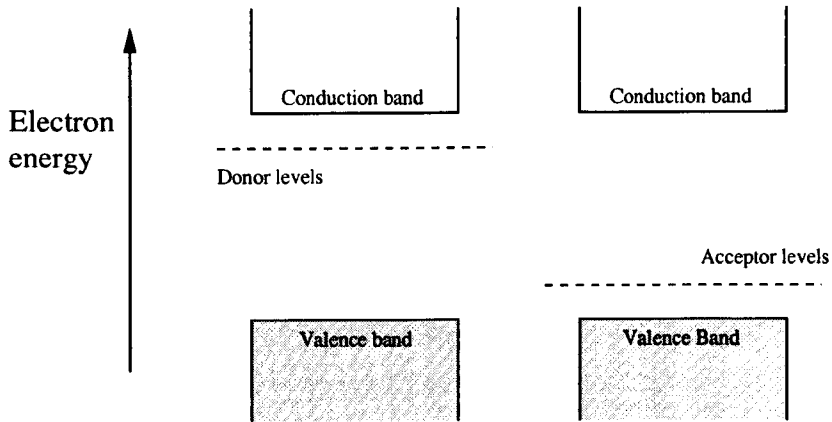 Electron
energy
Conduction band
Donor levels
Valence band
Conduction band
Acceptor levels
Valence Band